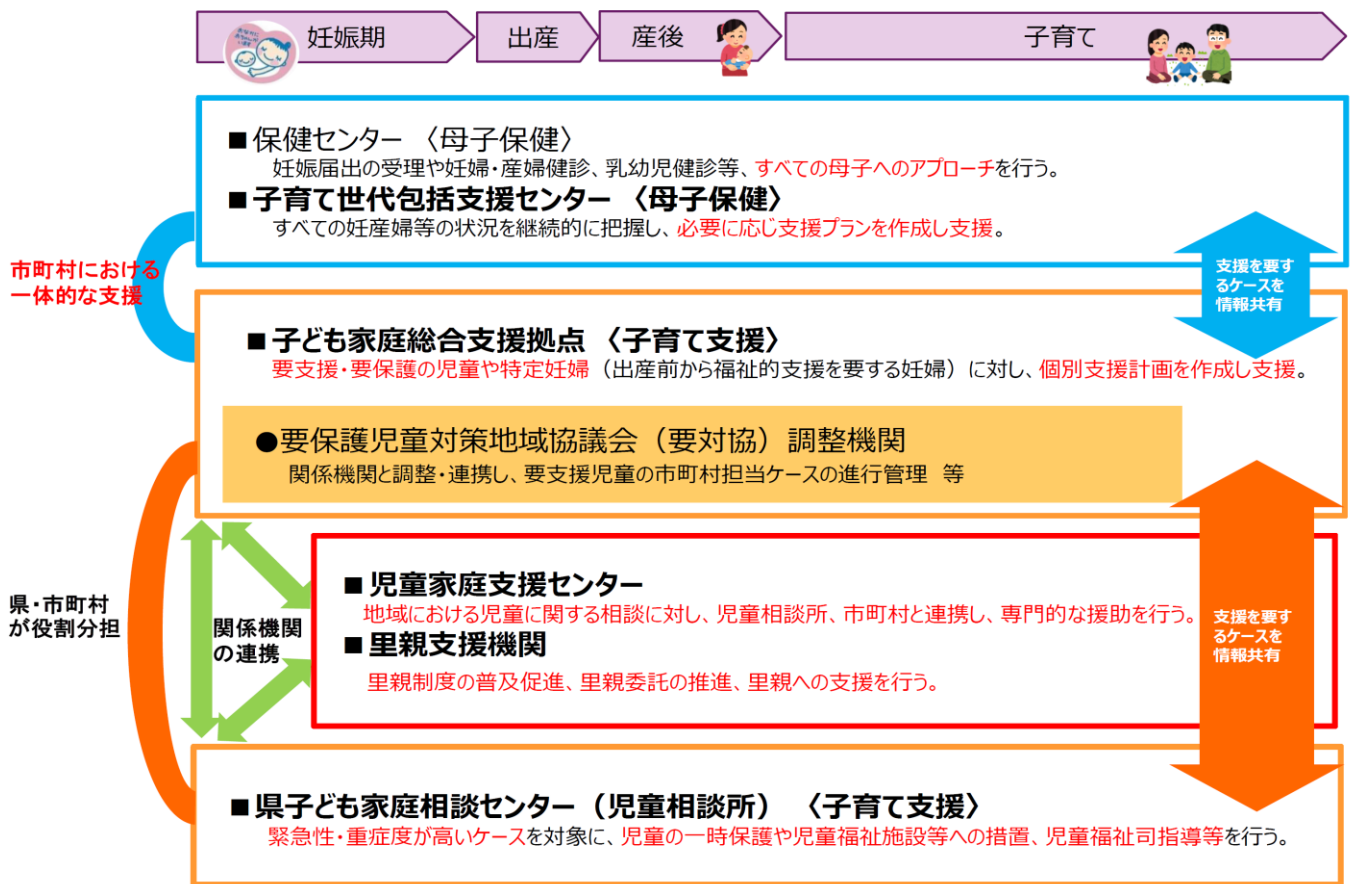 妊娠期
出産
産後
子育て
■保健センター 〈母子保健〉
妊娠届出の受理や妊婦・産婦健診、乳幼児健診等、すべての母子へのアプローチを行う。
■子育て世代包括支援センター 〈母子保健〉
すべての妊産婦等の状況を継続的に把握し、必要に応じ支援プランを作成し支援。
支援を要す
るケースを
情報共有
市町村における
一体的な支援
■子ども家庭総合支援拠点 〈子育て支援〉
要支援・要保護の児童や特定妊婦（出産前から福祉的支援を要する妊婦）に対し、個別支援計画を作成し支援。
●要保護児童対策地域協議会（要対協）調整機関
関係機関と調整・連携し、要支援児童の市町村担当ケースの進行管理 等
県・市町村
が役割分担
関係機関
の連携
■児童家庭支援センター
地域における児童に関する相談に対し、児童相談所、市町村と連携し、専門的な援助を行う。
■里親支援機関
里親制度の普及促進、里親委託の推進、里親への支援を行う。
支援を要す
るケースを
情報共有
■県子ども家庭相談センター（児童相談所） 〈子育て支援〉
緊急性・重症度が高いケースを対象に、児童の一時保護や児童福祉施設等への措置、児童福祉司指導等を行う。